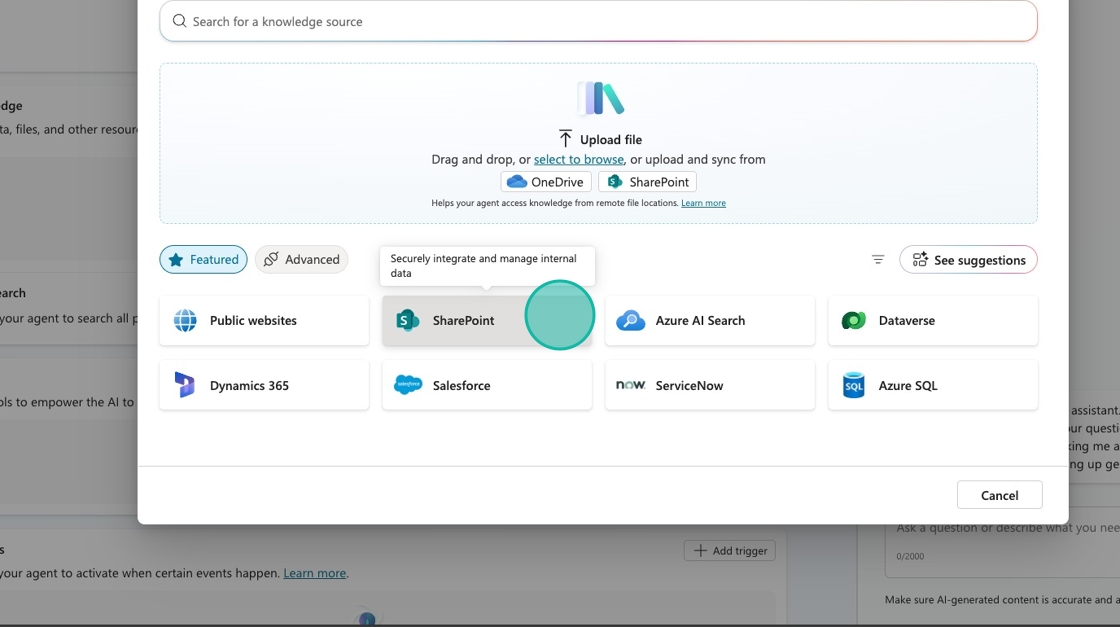 Search for a knowledge source
edge
ta, files, and other resour
Upload file
Drag and drop, or select to browse, or upload and sync from
OneDrive
SharePoint
Helps your agent access knowledge from remote file locations. Learn more
Featured
Advanced
Securely integrate and manage internal
data
See suggestions
earch
your agent to search all p
Public websites
SharePoint
Azure AI Search
Dataverse
Dynamics 365
salesforce
Salesforce
now
ServiceNow
SQL
Azure SQL
ols to empower the AI to
assistant.
ur questi
king me a
ng up ge
Cancel
Ask a question or describe what you nee
0/2000
s
Add trigger
your agent to activate when certain events happen. Learn more.
Make sure AI-generated content is accurate and a